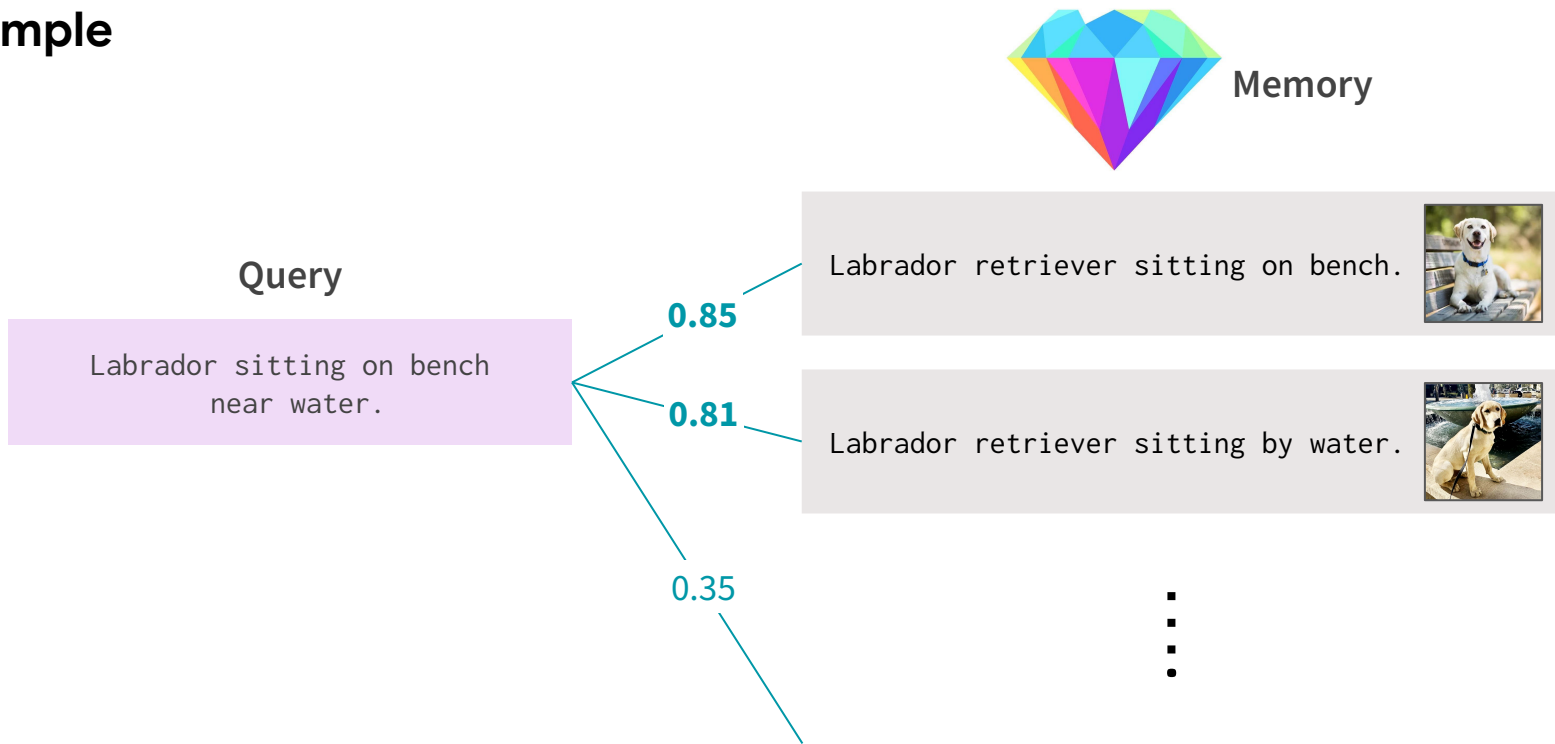 mple
Memory
Query
Labrador sitting on bench
near water.
0.85
Labrador retriever sitting on bench.
0.81
Labrador retriever sitting by water.
0.35